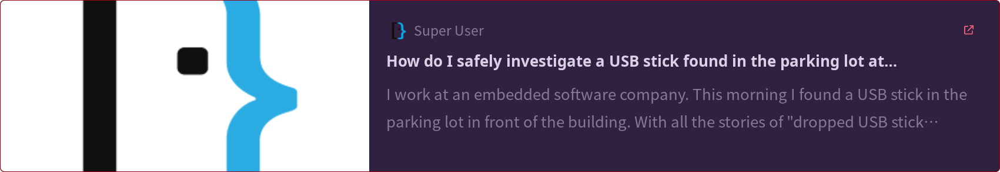 Super User
How do I safely investigate a USB stick found in the parking lot at...
I work at an embedded software company. This morning I found a USB stick in the
parking lot in front of the building. With all the stories of "dropped USB stick⋯